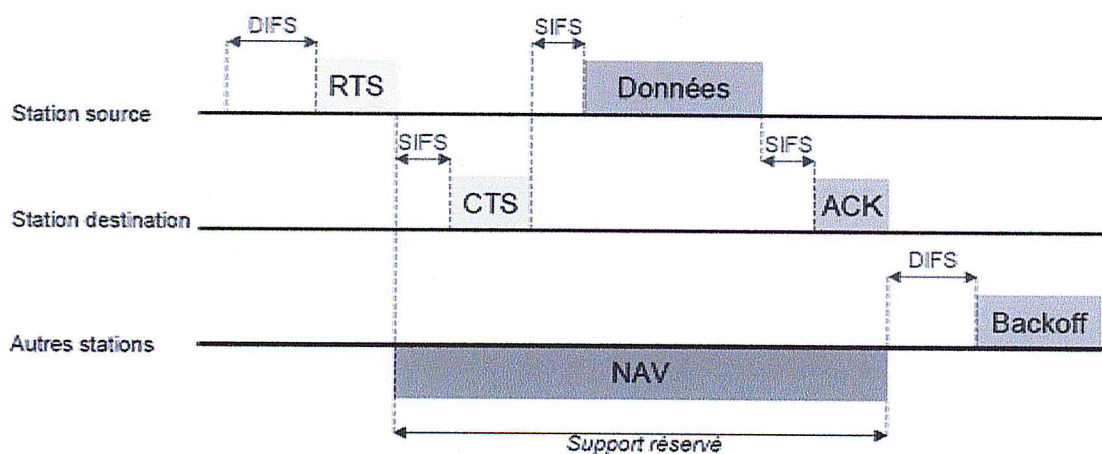 DIFS
SIFS
RTS
Données
Station source
SIFS
SIFS
CTS
ACK
Station destination
DIFS
Backoff
Autres stations
NAV
Support réservé